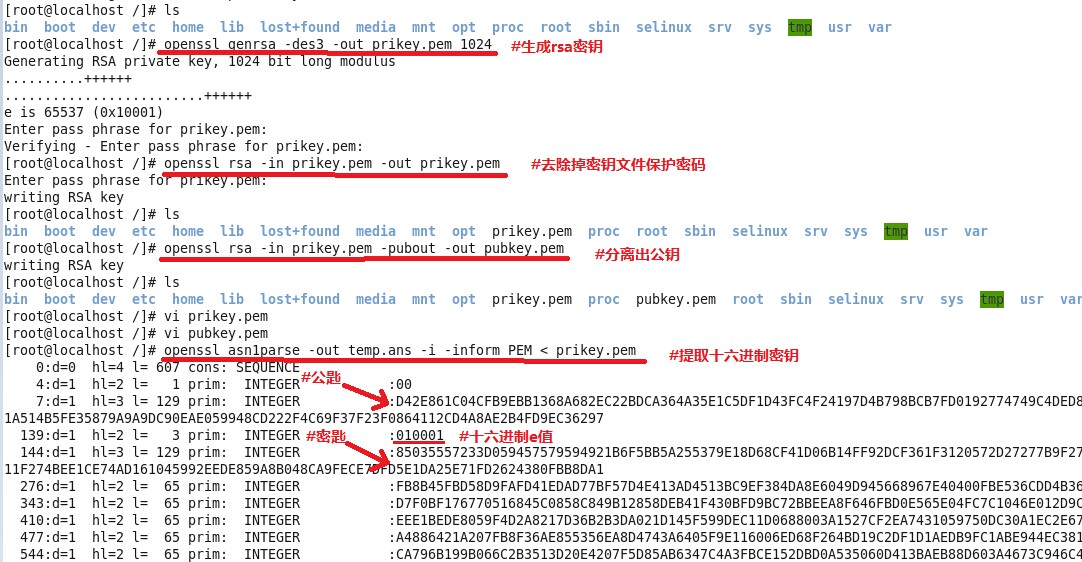 [root@localhost /]# ls
bin boot dev etc home lib lost+found media mnt opt proc root sbin selinux srv sys tmp usr var
[root@localhost /]# openssl genrsa -des3 -out prikey.pem 1024 #生成rsa密钥
Generating RSA private key, 1024 bit long modulus
..........++++++
.........................++++++
e is 65537 (0x10001)
Enter pass phrase for prikey.pem:
Verifying - Enter pass phrase for prikey.pem:
[root@localhost /]# openssl rsa -in prikey.pem -out prikey.pem #去除掉密钥文件保护密码
Enter pass phrase for prikey.pem:
writing RSA key
[root@localhost /]# ls
bin boot dev etc home lib lost+found media mnt opt prikey.pem proc root sbin selinux srv sys tmp usr var
[root@localhost /]# openssl rsa -in prikey.pem -pubout -out pubkey.pem #分离出公钥
writing RSA key
[root@localhost /]# ls
bin boot dev etc home lib lost+found media mnt opt prikey.pem proc pubkey.pem root sbin selinux srv sys tmp usr var
[root@localhost /]# vi prikey.pem
[root@localhost /]# vi pubkey.pem
[root@localhost /]# openssl asn1parse -out temp.ans -i -inform PEM < prikey.pem #提取十六进制密钥
0:d=0 hl=4 l= 607 cons: SEQUENCE
4:d=1 hl=2 l= 1 prim: INTEGER #公匙 :00
7:d=1 hl=3 l= 129 prim: INTEGER :D42E861C04CFB9EBB1368A682EC22BDCA364A35E1C5DF1D43FC4F24197D4B798BCB7FD0192774749C4DED8
1A514B5FE35879A9A9DC90EAE059948CD222F4C69F37F23F0864112CD4A8AE2B4FD9EC36297
139:d=1 hl=2 l= 3 prim: INTEGER #密匙 :010001 #十六进制e值
144:d=1 hl=3 l= 129 prim: INTEGER :85035557233D059457579594921B6F5BB5A255379E18D68CF41D06B14FF92DCF361F3120572D27277B9F27
11F274BEE1CE74AD161045992EEDE859A8B048CA9FECE7DFD5E1DA25E71FD2624380FBB8DA1
276:d=1 hl=2 l= 65 prim: INTEGER :FB8B45FBD58D9FAFD41EDAD77BF57D4E413AD4513BC9EF384DA8E6049D945668967E40400FBE536CDD4B36
343:d=1 hl=2 l= 65 prim: INTEGER :D7F0BF176770516845C0858C849B12858DEB41F430BFD9BC72BBEEA8F646FBD0E565E04FC7C1046E012D9C
410:d=1 hl=2 l= 65 prim: INTEGER :EEE1BEDE8059F4D2A8217D36B2B3DA021D145F599DEC11D0688003A1527CF2EA7431059750DC30A1EC2E67
477:d=1 hl=2 l= 65 prim: INTEGER :A4886421A207FB8F36AE855356EA8D4743A6405F9E116006ED68F264BD19C2DF1D1AEDB9FC1ABE944EC381
544:d=1 hl=2 l= 65 prim: INTEGER :CA796B199B066C2B3513D20E4207F5D85AB6347C4A3FBCE152DBD0A535060D413BAEB88D603A4673C946C4